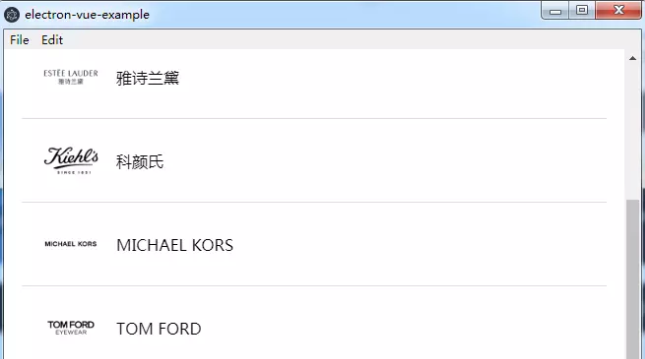 electron-vue-example
File Edit
ESTĒE LAUDER
雅诗兰黛
雅诗兰黛
Kiehl's
SINCE 1851
科颜氏
MICHAEL KORS
MICHAEL KORS
TOM FORD
EYEWEAR
TOM FORD